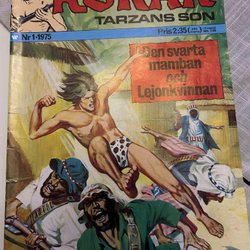 KORAK
TARZANS SON
Nr 1-1975
Pris 2:35
Den svarta
mamban
och
Lejonkvinnan